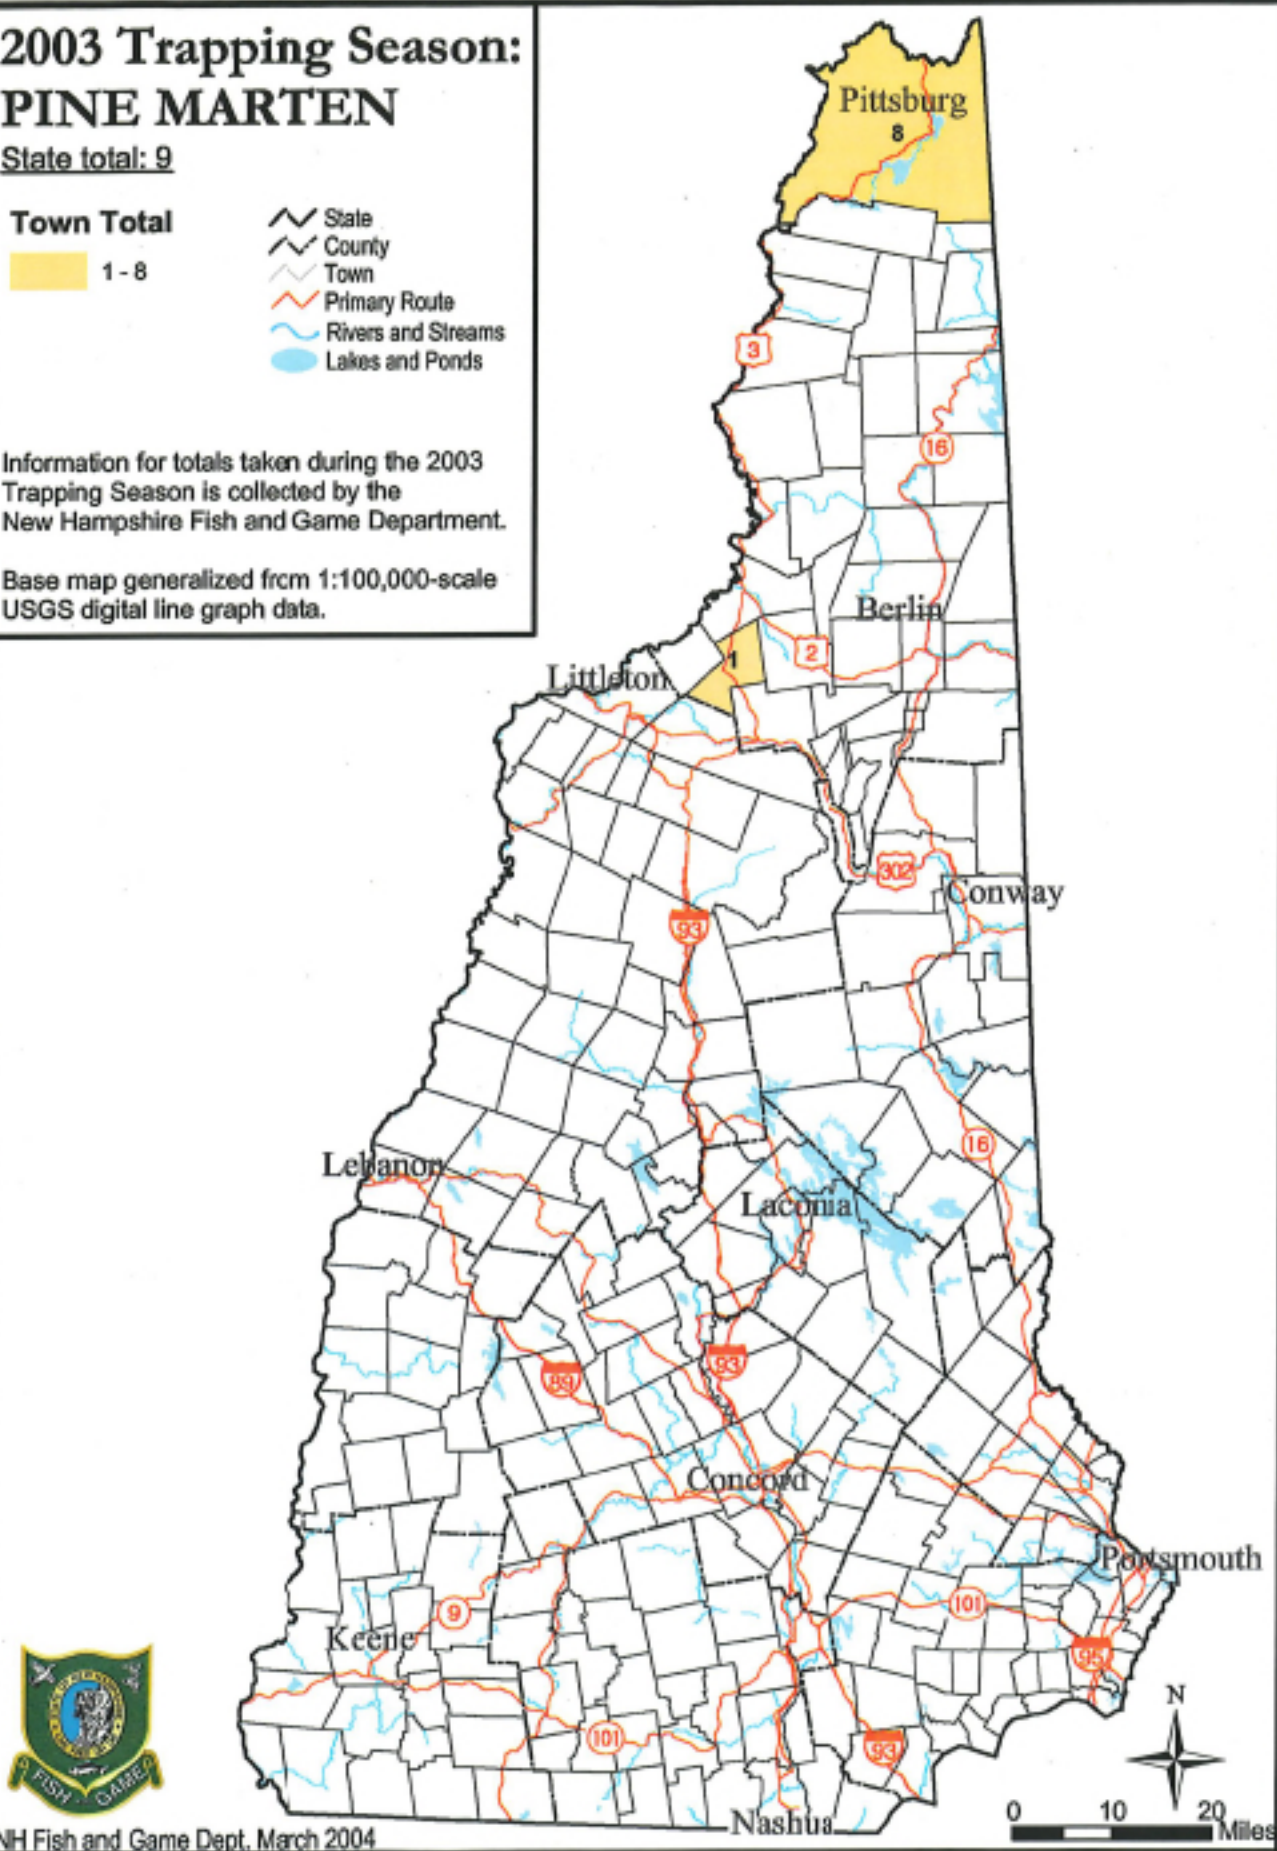 2003 Trapping Season:
PINE MARTEN
State total: 9
Town Total
1 - 8
State
County
Town
Primary Route
Rivers and Streams
Lakes and Ponds
Information for totals taken during the 2003
Trapping Season is collected by the
New Hampshire Fish and Game Department.
Base map generalized from 1:100,000-scale
USGS digital line graph data.
Pittsburg
8
3
16
Berlin
2
1
Littleton
302
Conway
93
16
Lebanon
Laconia
93
89
Concord
Portsmouth
101
9
Keene
95
101
93
N
Nashua
0 10 20
Miles
FISH GAME
NH Fish and Game Dept. March 2004